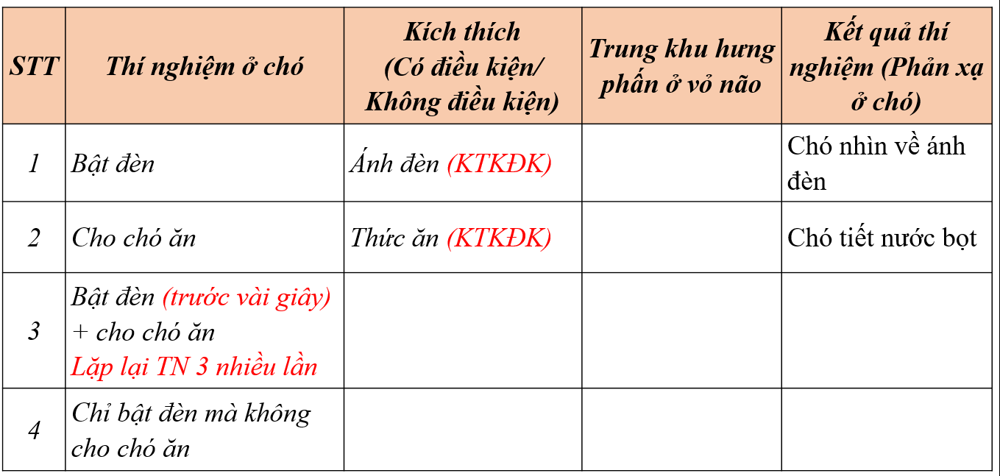 STT
Thí nghiệm ở chó
Kích thích
(Có điều kiện/
Không điều kiện)
Trung khu hưng
phấn ở vỏ não
Kết quả thí
nghiệm (Phản xạ
ở chó)
1
Bật đèn
Ánh đèn (KTKĐK)
Chó nhìn về ánh
đèn
2
Cho chó ăn
Thức ăn (KTKĐK)
Chó tiết nước bọt
3
Bật đèn (trước vài giây)
+ cho chó ăn
Lặp lại TN 3 nhiều lần
4
Chỉ bật đèn mà không
cho chó ăn